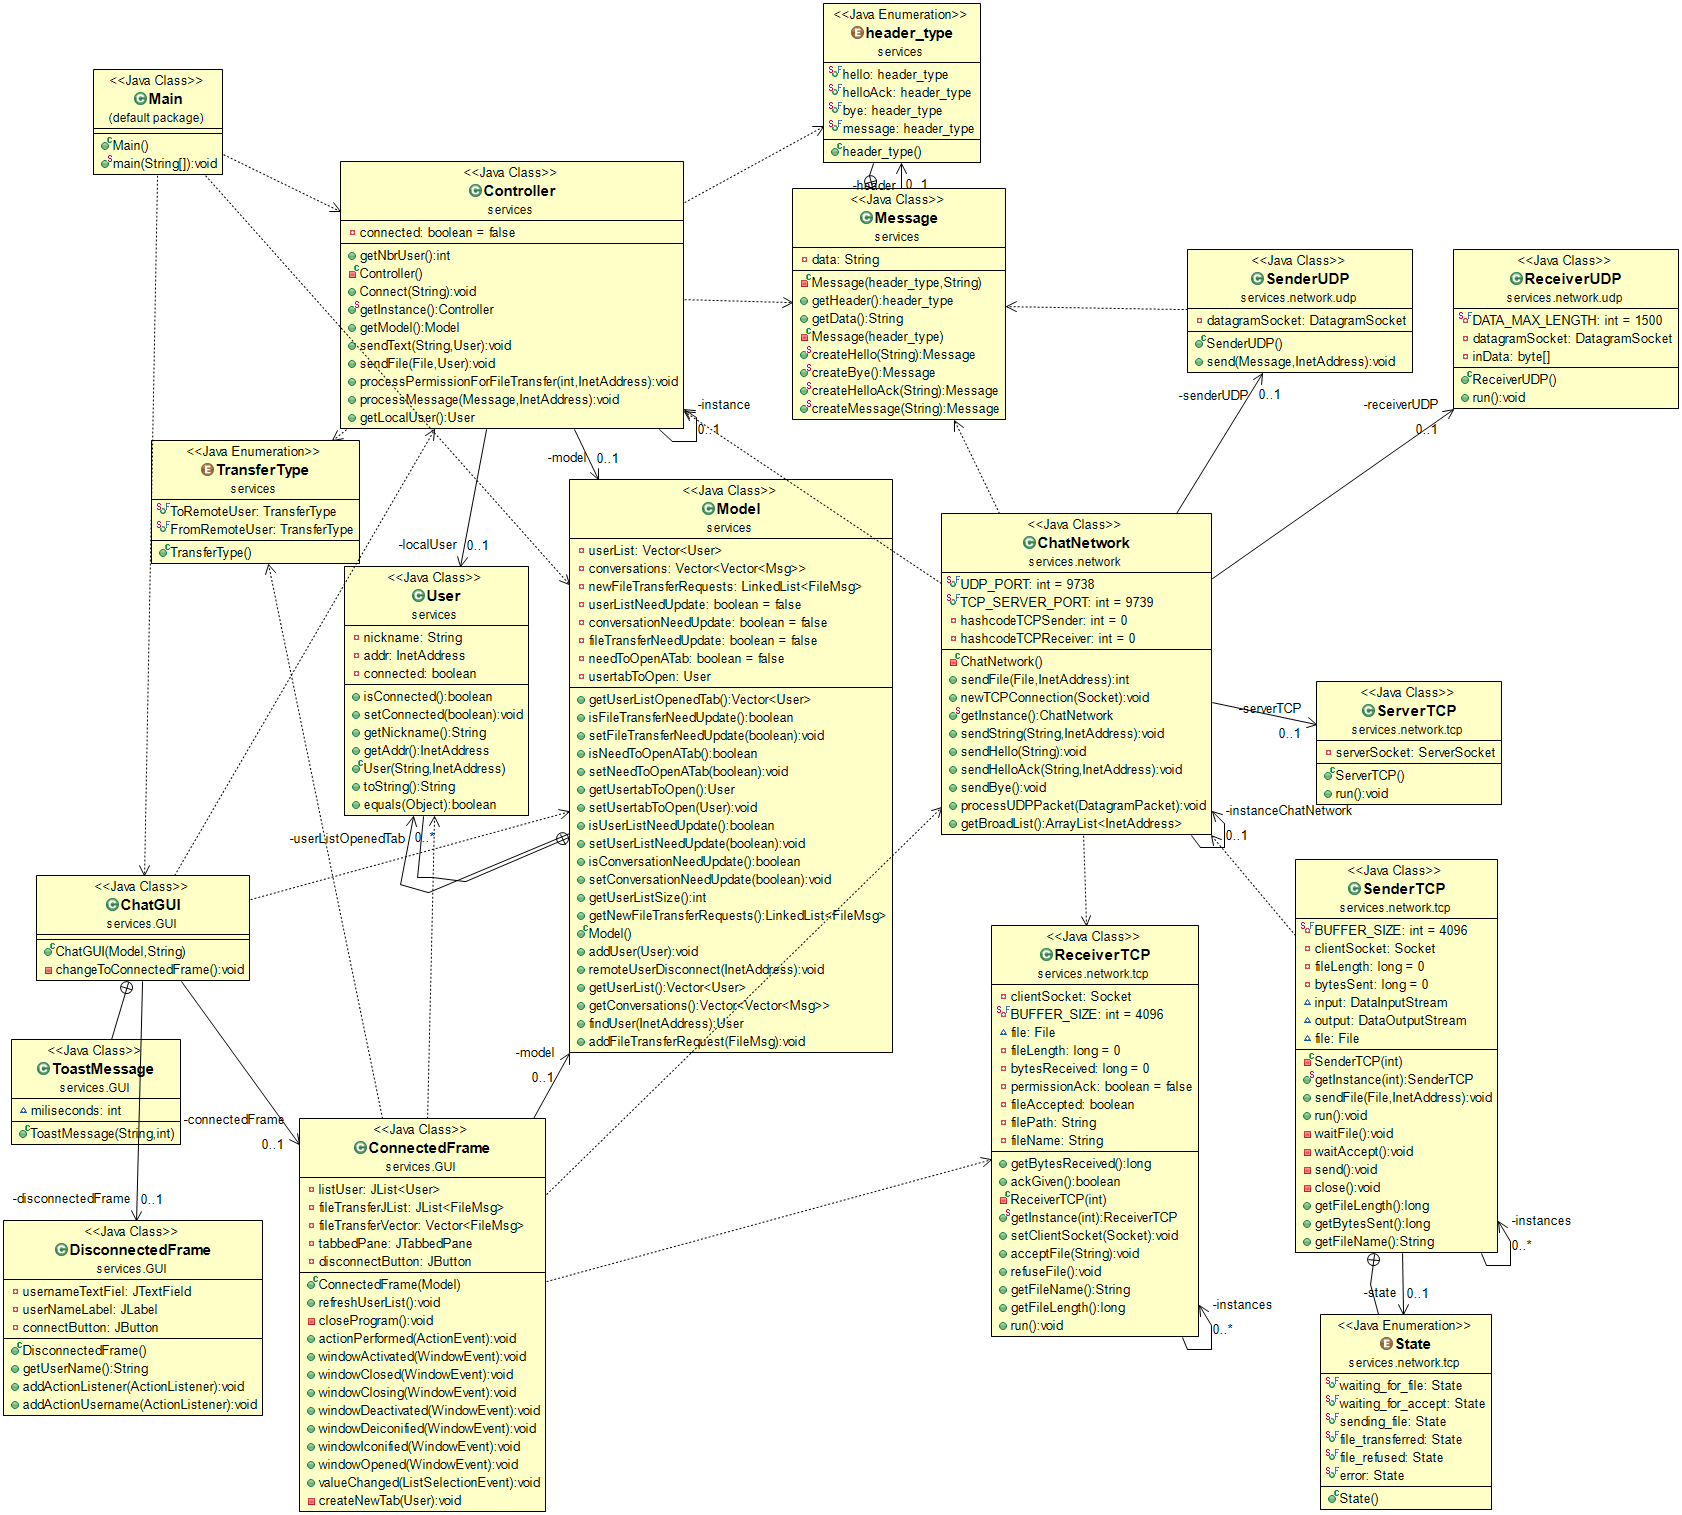 <<Java Enumeration>>
header_type
services
hello: header_type
helloAck: header_type
bye: header_type
message: header_type
header_type()
<<Java Class>>
Main
(default package)
Main()
main(String[]):void
<<Java Class>>
Controller
services
connected: boolean = false
getNbrUser():int
Controller()
Connect(String):void
getInstance():Controller
getModel():Model
sendText(String,User):void
sendFile(File,User):void
processPermissionForFileTransfer(int,InetAddress):void
processMessage(Message,InetAddress):void
getLocalUser():User
-header
0..1
<<Java Class>>
Message
services
data: String
Message(header_type,String)
getHeader():header_type
getData():String
Message(header_type)
createHello(String):Message
createBye():Message
createHelloAck(String):Message
createMessage(String):Message
<<Java Class>>
SenderUDP
services.network.udp
datagramSocket: DatagramSocket
SenderUDP()
send(Message,InetAddress):void
<<Java Class>>
ReceiverUDP
services.network.udp
DATA_MAX_LENGTH: int = 1500
datagramSocket: DatagramSocket
inData: byte[]
ReceiverUDP()
run():void
-senderUDP
0..1
-receiverUDP
0..1
-instance
0..1
-model
0..1
<<Java Enumeration>>
TransferType
services
ToRemoteUser: TransferType
FromRemoteUser: TransferType
TransferType()
-localUser
0..1
<<Java Class>>
User
services
nickname: String
addr: InetAddress
connected: boolean
isConnected():boolean
setConnected(boolean):void
getNickname():String
getAddr():InetAddress
User(String,InetAddress)
toString():String
equals(Object):boolean
-userListOpenedTab
0..*
<<Java Class>>
Model
services
userList: Vector<User>
conversations: Vector<Vector<Msg>>
newFileTransferRequests: LinkedList<FileMsg>
userListNeedUpdate: boolean = false
conversationNeedUpdate: boolean = false
fileTransferNeedUpdate: boolean = false
needToOpenATab: boolean = false
usertabToOpen: User
getUserListOpenedTab():Vector<User>
isFileTransferNeedUpdate():boolean
setFileTransferNeedUpdate(boolean):void
isNeedToOpenATab():boolean
setNeedToOpenATab(boolean):void
getUsertabToOpen():User
setUsertabToOpen(User):void
isUserListNeedUpdate():boolean
setUserListNeedUpdate(boolean):void
isConversationNeedUpdate():boolean
setConversationNeedUpdate(boolean):void
getUserListSize():int
getNewFileTransferRequests():LinkedList<FileMsg>
Model()
addUser(User):void
remoteUserDisconnect(InetAddress):void
getUserList():Vector<User>
getConversations():Vector<Vector<Msg>>
findUser(InetAddress):User
addFileTransferRequest(FileMsg):void
<<Java Class>>
ChatNetwork
services.network
UDP_PORT: int = 9738
TCP_SERVER_PORT: int = 9739
hashcodeTCPSender: int = 0
hashcodeTCPReceiver: int = 0
ChatNetwork()
sendFile(File,InetAddress):int
newTCPConnection(Socket):void
getInstance():ChatNetwork
sendString(String,InetAddress):void
sendHello(String):void
sendHelloAck(String,InetAddress):void
sendBye():void
processUDPPacket(DatagramPacket):void
getBroadList():ArrayList<InetAddress>
-serverTCP
0..1
<<Java Class>>
ServerTCP
services.network.tcp
serverSocket: ServerSocket
ServerTCP()
run():void
-instanceChatNetwork
0..1
<<Java Class>>
ChatGUI
services.GUI
ChatGUI(Model,String)
changeToConnectedFrame():void
<<Java Class>>
ToastMessage
services.GUI
miliseconds: int
ToastMessage(String,int)
-connectedFrame
0..1
-disconnectedFrame
0..1
<<Java Class>>
DisconnectedFrame
services.GUI
usernameTextFiel: JTextField
userNameLabel: JLabel
connectButton: JButton
DisconnectedFrame()
getUserName():String
addActionListener(ActionListener):void
addActionUsername(ActionListener):void
-model
0..1
<<Java Class>>
ConnectedFrame
services.GUI
listUser: JList<User>
fileTransferJList: JList<FileMsg>
fileTransferVector: Vector<FileMsg>
tabbedPane: JTabbedPane
disconnectButton: JButton
ConnectedFrame(Model)
refreshUserList():void
closeProgram():void
actionPerformed(ActionEvent):void
windowActivated(WindowEvent):void
windowClosed(WindowEvent):void
windowClosing(WindowEvent):void
windowDeactivated(WindowEvent):void
windowDeiconified(WindowEvent):void
windowIconified(WindowEvent):void
windowOpened(WindowEvent):void
valueChanged(ListSelectionEvent):void
createNewTab(User):void
<<Java Class>>
ReceiverTCP
services.network.tcp
clientSocket: Socket
BUFFER_SIZE: int = 4096
file: File
fileLength: long = 0
bytesReceived: long = 0
permissionAck: boolean = false
fileAccepted: boolean
filePath: String
fileName: String
getBytesReceived():long
ackGiven():boolean
ReceiverTCP(int)
getInstance(int):ReceiverTCP
setClientSocket(Socket):void
acceptFile(String):void
refuseFile():void
getFileName():String
getFileLength():long
run():void
-instances
0..*
<<Java Class>>
SenderTCP
services.network.tcp
BUFFER_SIZE: int = 4096
clientSocket: Socket
fileLength: long = 0
bytesSent: long = 0
input: DataInputStream
output: DataOutputStream
file: File
SenderTCP(int)
getInstance(int):SenderTCP
sendFile(File,InetAddress):void
run():void
waitFile():void
waitAccept():void
send():void
close():void
getFileLength():long
getBytesSent():long
getFileName():String
-instances
0..*
-state
0..1
<<Java Enumeration>>
State
services.network.tcp
waiting_for_file: State
waiting_for_accept: State
sending_file: State
file_transferred: State
file_refused: State
error: State
State()